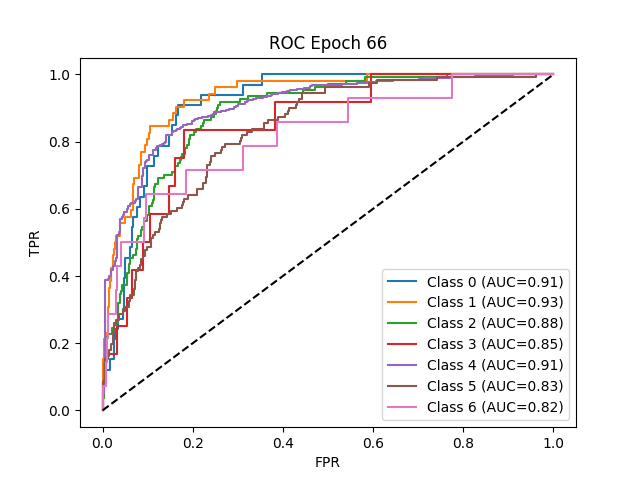 ROC Epoch 66
TPR
1.0
0.8
0.6
0.4
0.2
0.0
Class 0 (AUC=0.91)
Class 1 (AUC=0.93)
Class 2 (AUC=0.88)
Class 3 (AUC=0.85)
Class 4 (AUC=0.91)
Class 5 (AUC=0.83)
Class 6 (AUC=0.82)
0.0 0.2 0.4 0.6 0.8 1.0
FPR